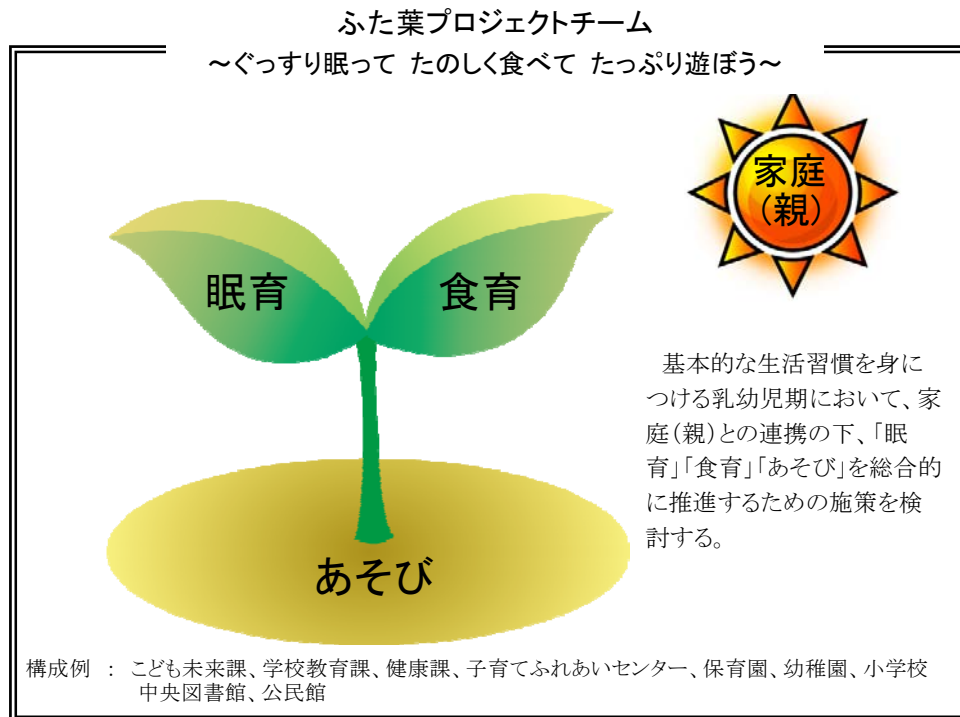 ふた葉プロジェクトチーム
～ぐっすり眠って たのしく食べて たっぷり遊ぼう～
家庭
(親)
眠育
食育
基本的な生活習慣を身に
つける乳幼児期において、家
庭(親)との連携の下、「眠
育」「食育」「あそび」を総合的
に推進するための施策を検
討する。
あそび
構成例 : こども未来課、学校教育課、健康課、子育てふれあいセンター、保育園、幼稚園、小学校
中央図書館、公民館